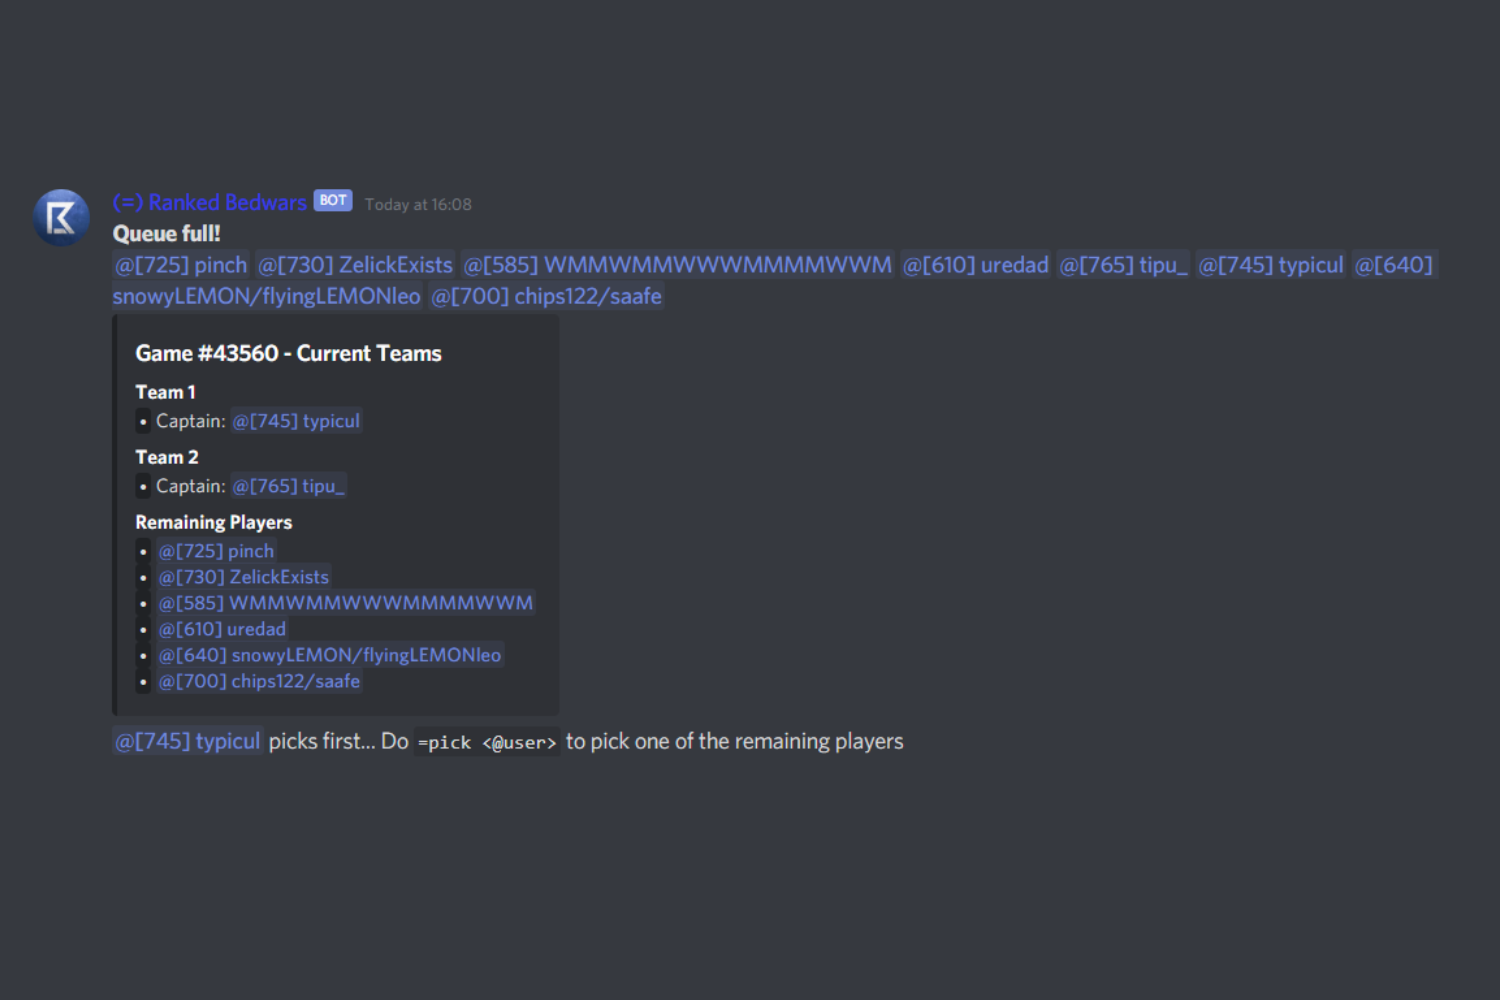 (=) Ranked Bedwars BOT Today at 16:08
Queue full!
@[725] pinch @[730] ZelickExists @[585] WMMWMMWWWMMMMWWM @[610] uredad @[765] tipu_ @[745] typicul @[640]
snowyLEMON/flyingLEMONleo @[700] chips122/saafe
Game #43560 - Current Teams
Team 1
• Captain: @[745] typicul
Team 2
• Captain: @[765] tipu_
Remaining Players
• @[725] pinch
• @[730] ZelickExists
• @[585] WMMWMMWWWMMMMWWM
• @[610] uredad
• @[640] snowyLEMON/flyingLEMONleo
• @[700] chips122/saafe
@[745] typicul picks first... Do =pick <@user> to pick one of the remaining players